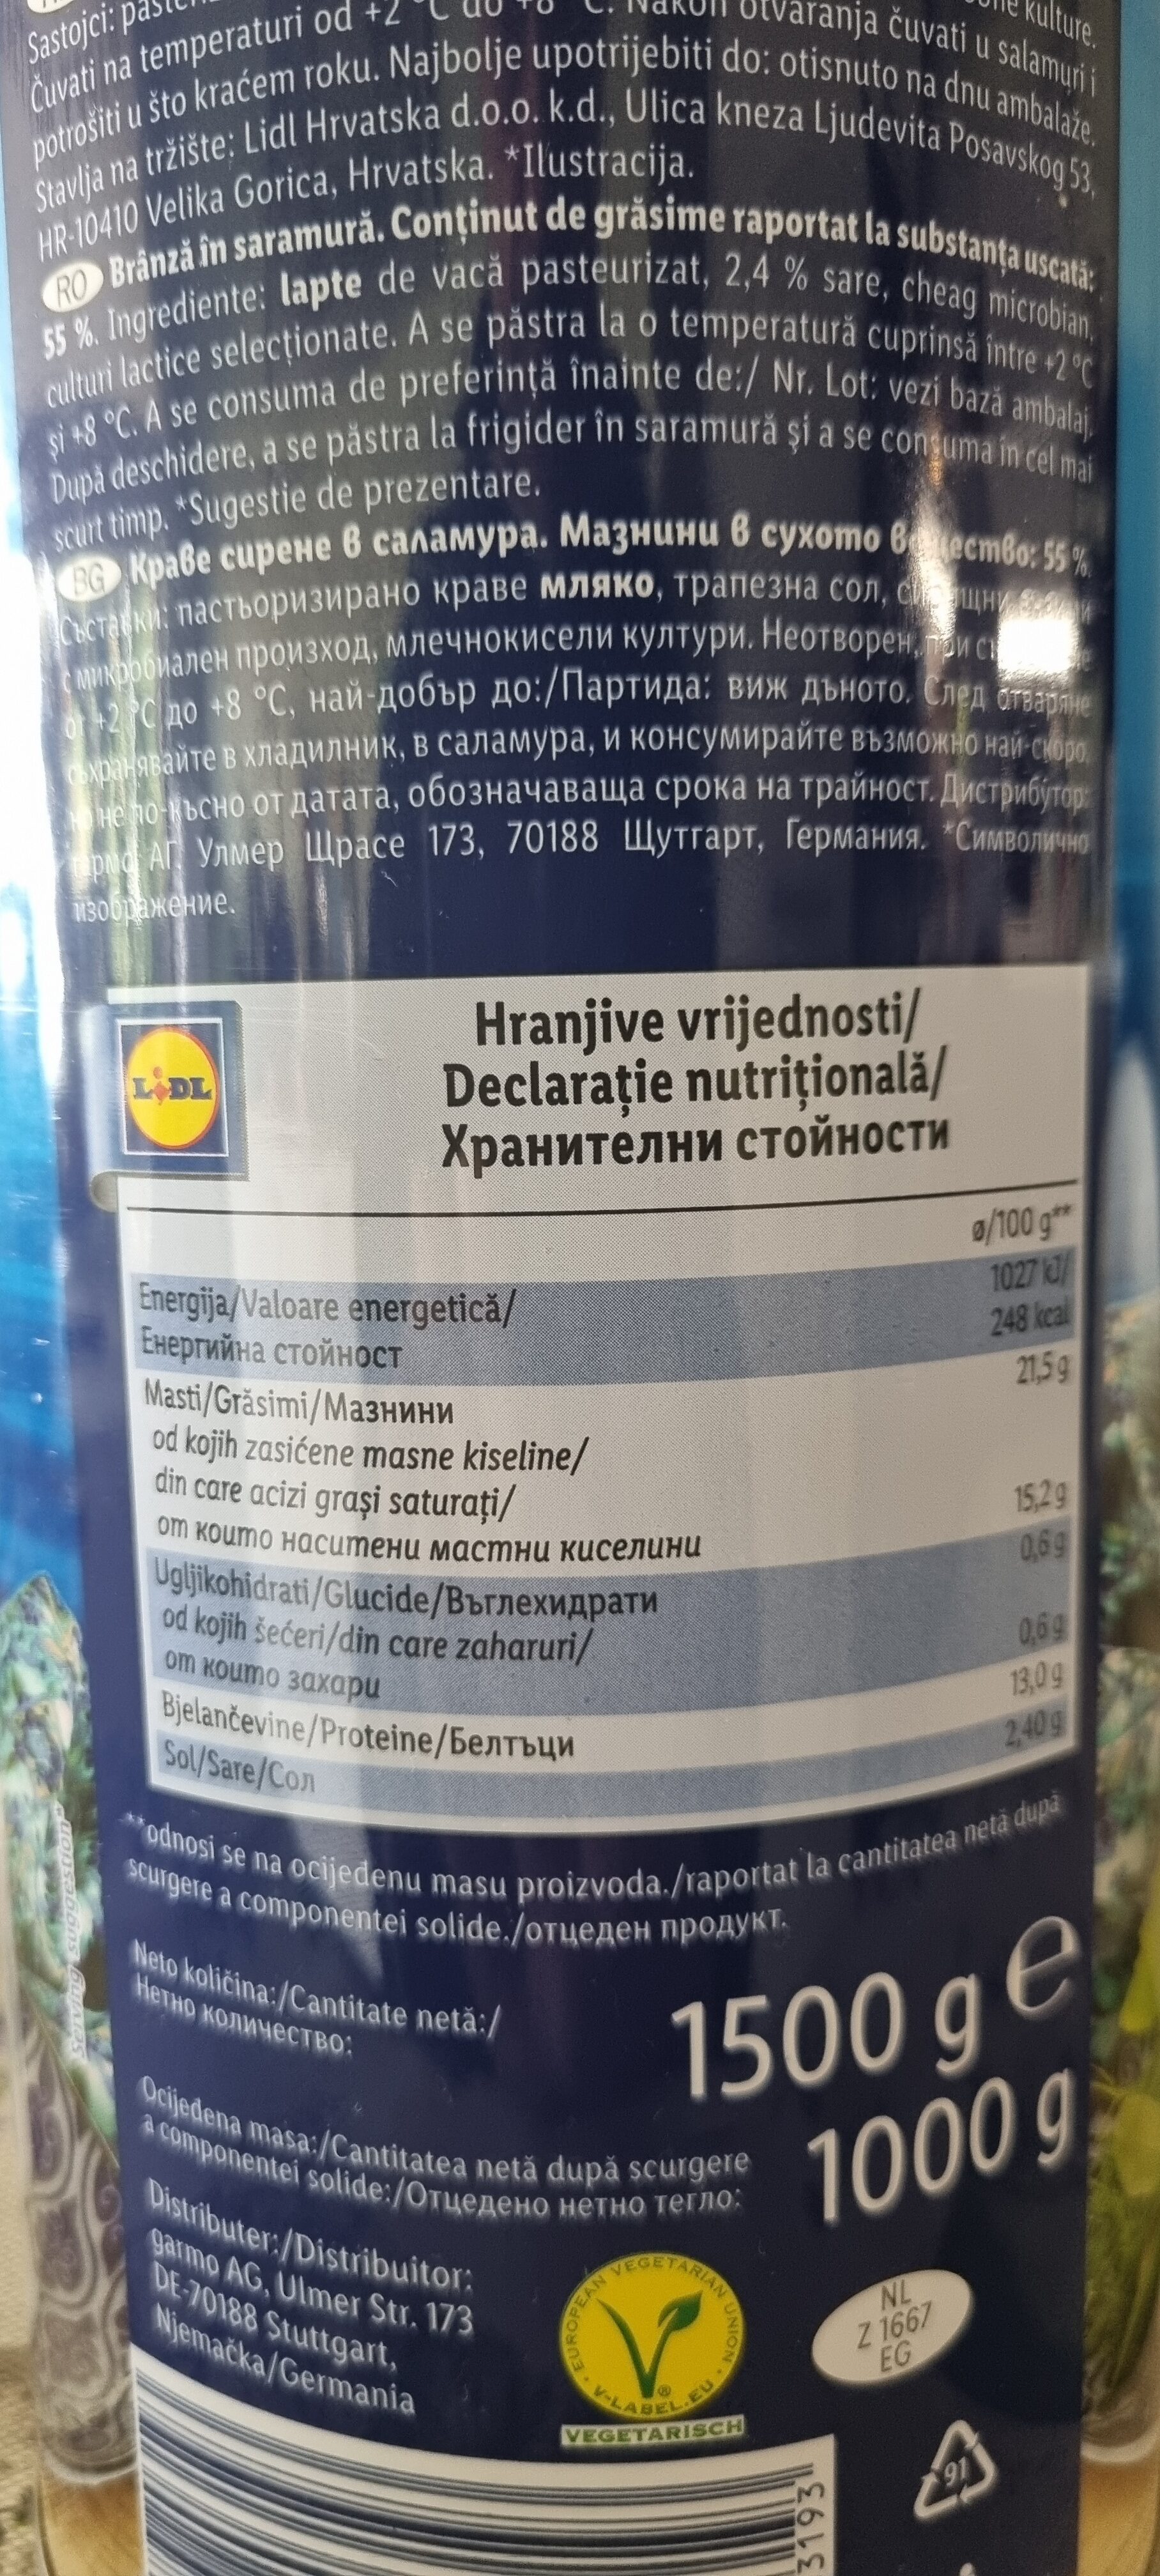 Sastojci:
Čuvati na temperaturi od +2 °C do +8 °C. Nakon otvaranja čuvati u salamuri i
potrošiti u što kraćem roku. Najbolje upotrijebiti do: otisnuto na dnu ambalaže.
Stavlja na tržište: Lidl Hrvatska d.o.o. k.d., Ulica kneza Ljudevita Posavskog 53,
HR-10410 Velika Gorica, Hrvatska. *Ilustracija.
RO Brânză în saramură. Conținut de grăsime raportat la substanța uscată:
55 %. Ingrediente: lapte de vacă pasteurizat, 2,4 % sare, cheag microbian,
culturi lactice selecționate. A se păstra la o temperatură cuprinsă între +2 °C
și +8 °C. A se consuma de preferință înainte de:/ Nr. Lot: vezi bază ambalaj.
După deschidere, a se păstra la frigider în saramură și a se consuma în cel mai
scurt timp. *Sugestie de prezentare.
BG Краве сирене в саламура. Мазнини в сухото вещество: 55 %.
Съставки: пастьоризирано краве мляко, трапезна сол,
с микробиален произход, млечнокисели култури. Неотворен, при
от +2 °C до +8 °C, най-добър до:/Партида: виж дъното. След отваряне
съхранявайте в хладилник, в саламура, и консумирайте възможно най-скоро,
но не по-късно от датата, обозначаваща срока на трайност. Дистрибутор:
гармо АГ, Улмер Щрасе 173, 70188 Щутгарт, Германия. *Символично
изображение.
LIDL
Hranjive vrijednosti/
Declarație nutrițională/
Хранителни стойности
ø/100 g**
Energija/Valoare energetică/ 1027 kJ/
Енергийна стойност 248 kcal
Masti/Grăsimi/Мазнини 21,5 g
od kojih zasićene masne kiseline/
din care acizi grași saturați/
от които наситени мастни киселини 15,2 g
Ugljikohidrati/Glucide/Въглехидрати 0,6 g
od kojih šećeri/din care zaharuri/
от които захари 0,6 g
Bjelančevine/Proteine/Белтъци 13,0 g
Sol/Sare/Сол 2,40 g
**odnosi se na ocijeđenu masu proizvoda./raportat la cantitatea netă după
scurgere a componentei solide./отцеден продукт.
Neto količina:/Cantitate netă:/
Нетно количество:
1500 g e
Ocijeđena masa:/Cantitatea netă după scurgere
a componentei solide:/Отцедено нетно тегло:
1000 g
Distributer:/Distribuitor:
garmo AG, Ulmer Str. 173
DE-70188 Stuttgart,
Njemačka/Germania
EUROPEAN VEGETARIAN UNION
V-LABEL.EU
VEGETARISCH
NL
Z 1667
EG
91
3193
serving suggestion